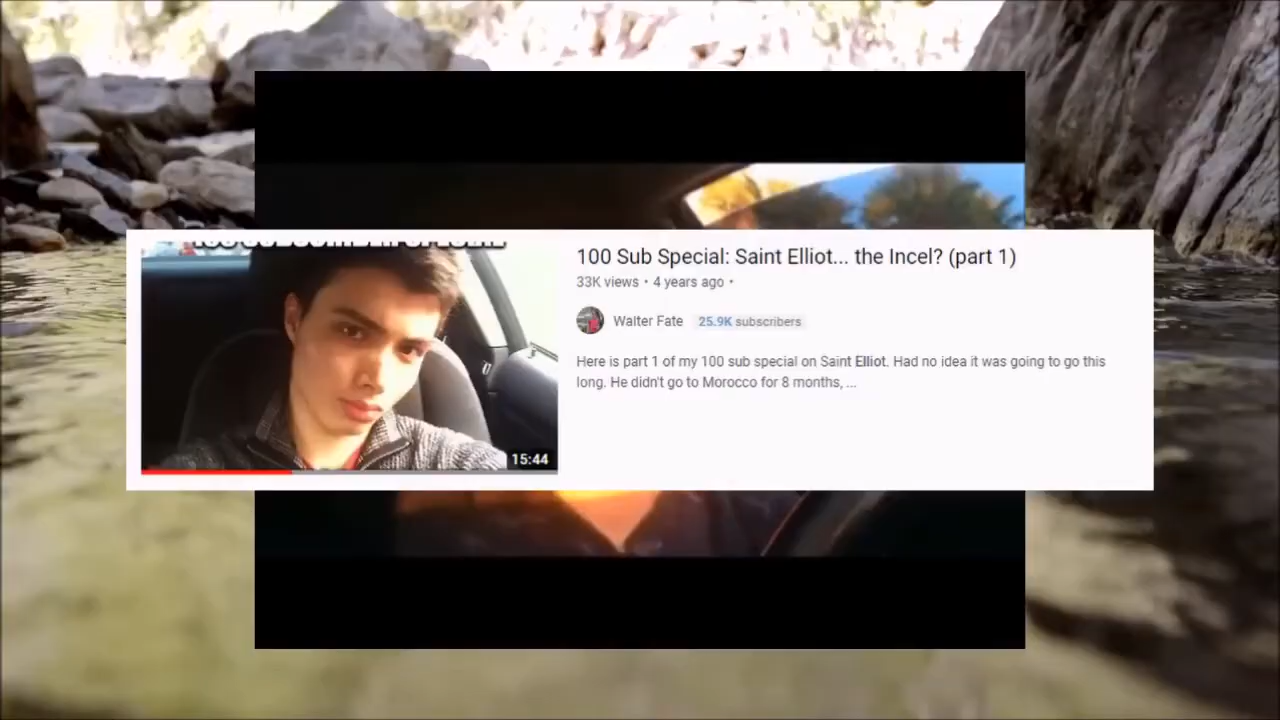 100 Sub Special: Saint Elliot... the Incel? (part 1)
33K views • 4 years ago •
Walter Fate 25.9K subscribers
Here is part 1 of my 100 sub special on Saint Elliot. Had no idea it was going to go this
long. He didn't go to Morocco for 8 months, ...
15:44